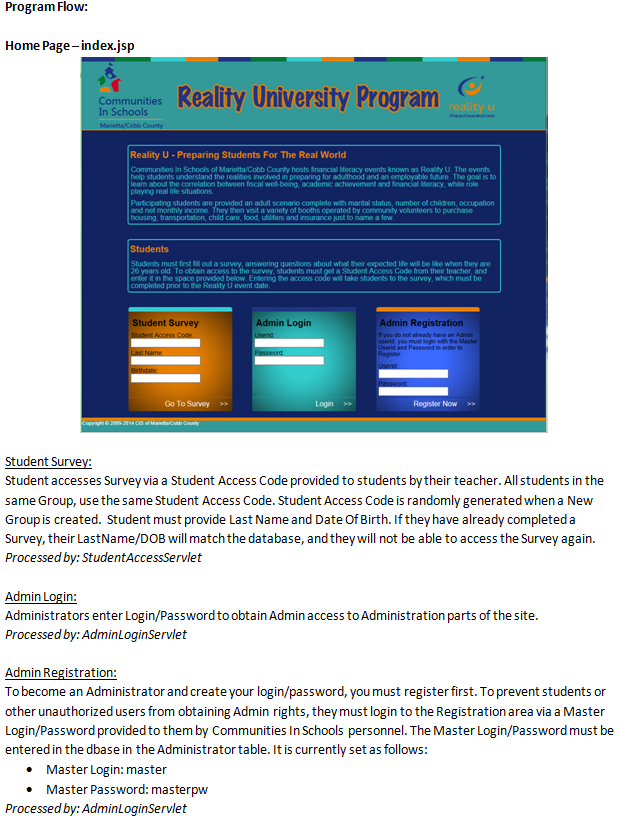 Program Flow:
Home Page – index.jsp
Communities
In Schools
Marietta/Cobb County
Reality University Program
reality u
Reality U - Preparing Students For The Real World
Communities In Schools of Marietta/Cobb County hosts financial literacy events known as Reality U. The events
help students understand the realities involved in preparing for adulthood and an employable future. The goal is to
learn about the correlation between fiscal well-being, academic achievement and financial literacy, while role
playing real life situations.
Participating students are provided an adult scenario complete with marital status, number of children, occupation
and net monthly income. They then visit a variety of booths operated by community volunteers to purchase
housing, transportation, child care, food, utilities and insurance just to name a few.
Students
Students must first fill out a survey, answering questions about what their expected life will be like when they are
26 years old. To obtain access to the survey, students must get a Student Access Code from their teacher, and
enter it in the space provided below. Entering the access code will take students to the survey, which must be
completed prior to the Reality U event date.
Student Survey
Student Access Code:
Last Name:
Birthdate:
Go To Survey >>
Admin Login
Userid:
Password:
Login >>
Admin Registration
If you do not already have an Admin
userid, you must login with the Master
Userid and Password in order to
Register.
Userid:
Password:
Register Now >>
Copyright © 2009-2014 CIS of Marietta/Cobb County
Student Survey:
Student accesses Survey via a Student Access Code provided to students by their teacher. All students in the
same Group, use the same Student Access Code. Student Access Code is randomly generated when a New
Group is created. Student must provide Last Name and Date Of Birth. If they have already completed a
Survey, their LastName/DOB will match the database, and they will not be able to access the Survey again.
Processed by: StudentAccessServlet
Admin Login:
Administrators enter Login/Password to obtain Admin access to Administration parts of the site.
Processed by: AdminLoginServlet
Admin Registration:
To become an Administrator and create your login/password, you must register first. To prevent students or
other unauthorized users from obtaining Admin rights, they must login to the Registration area via a Master
Login/Password provided to them by Communities In Schools personnel. The Master Login/Password must be
entered in the dbase in the Administrator table. It is currently set as follows:
• Master Login: master
• Master Password: masterpw
Processed by: AdminLoginServlet